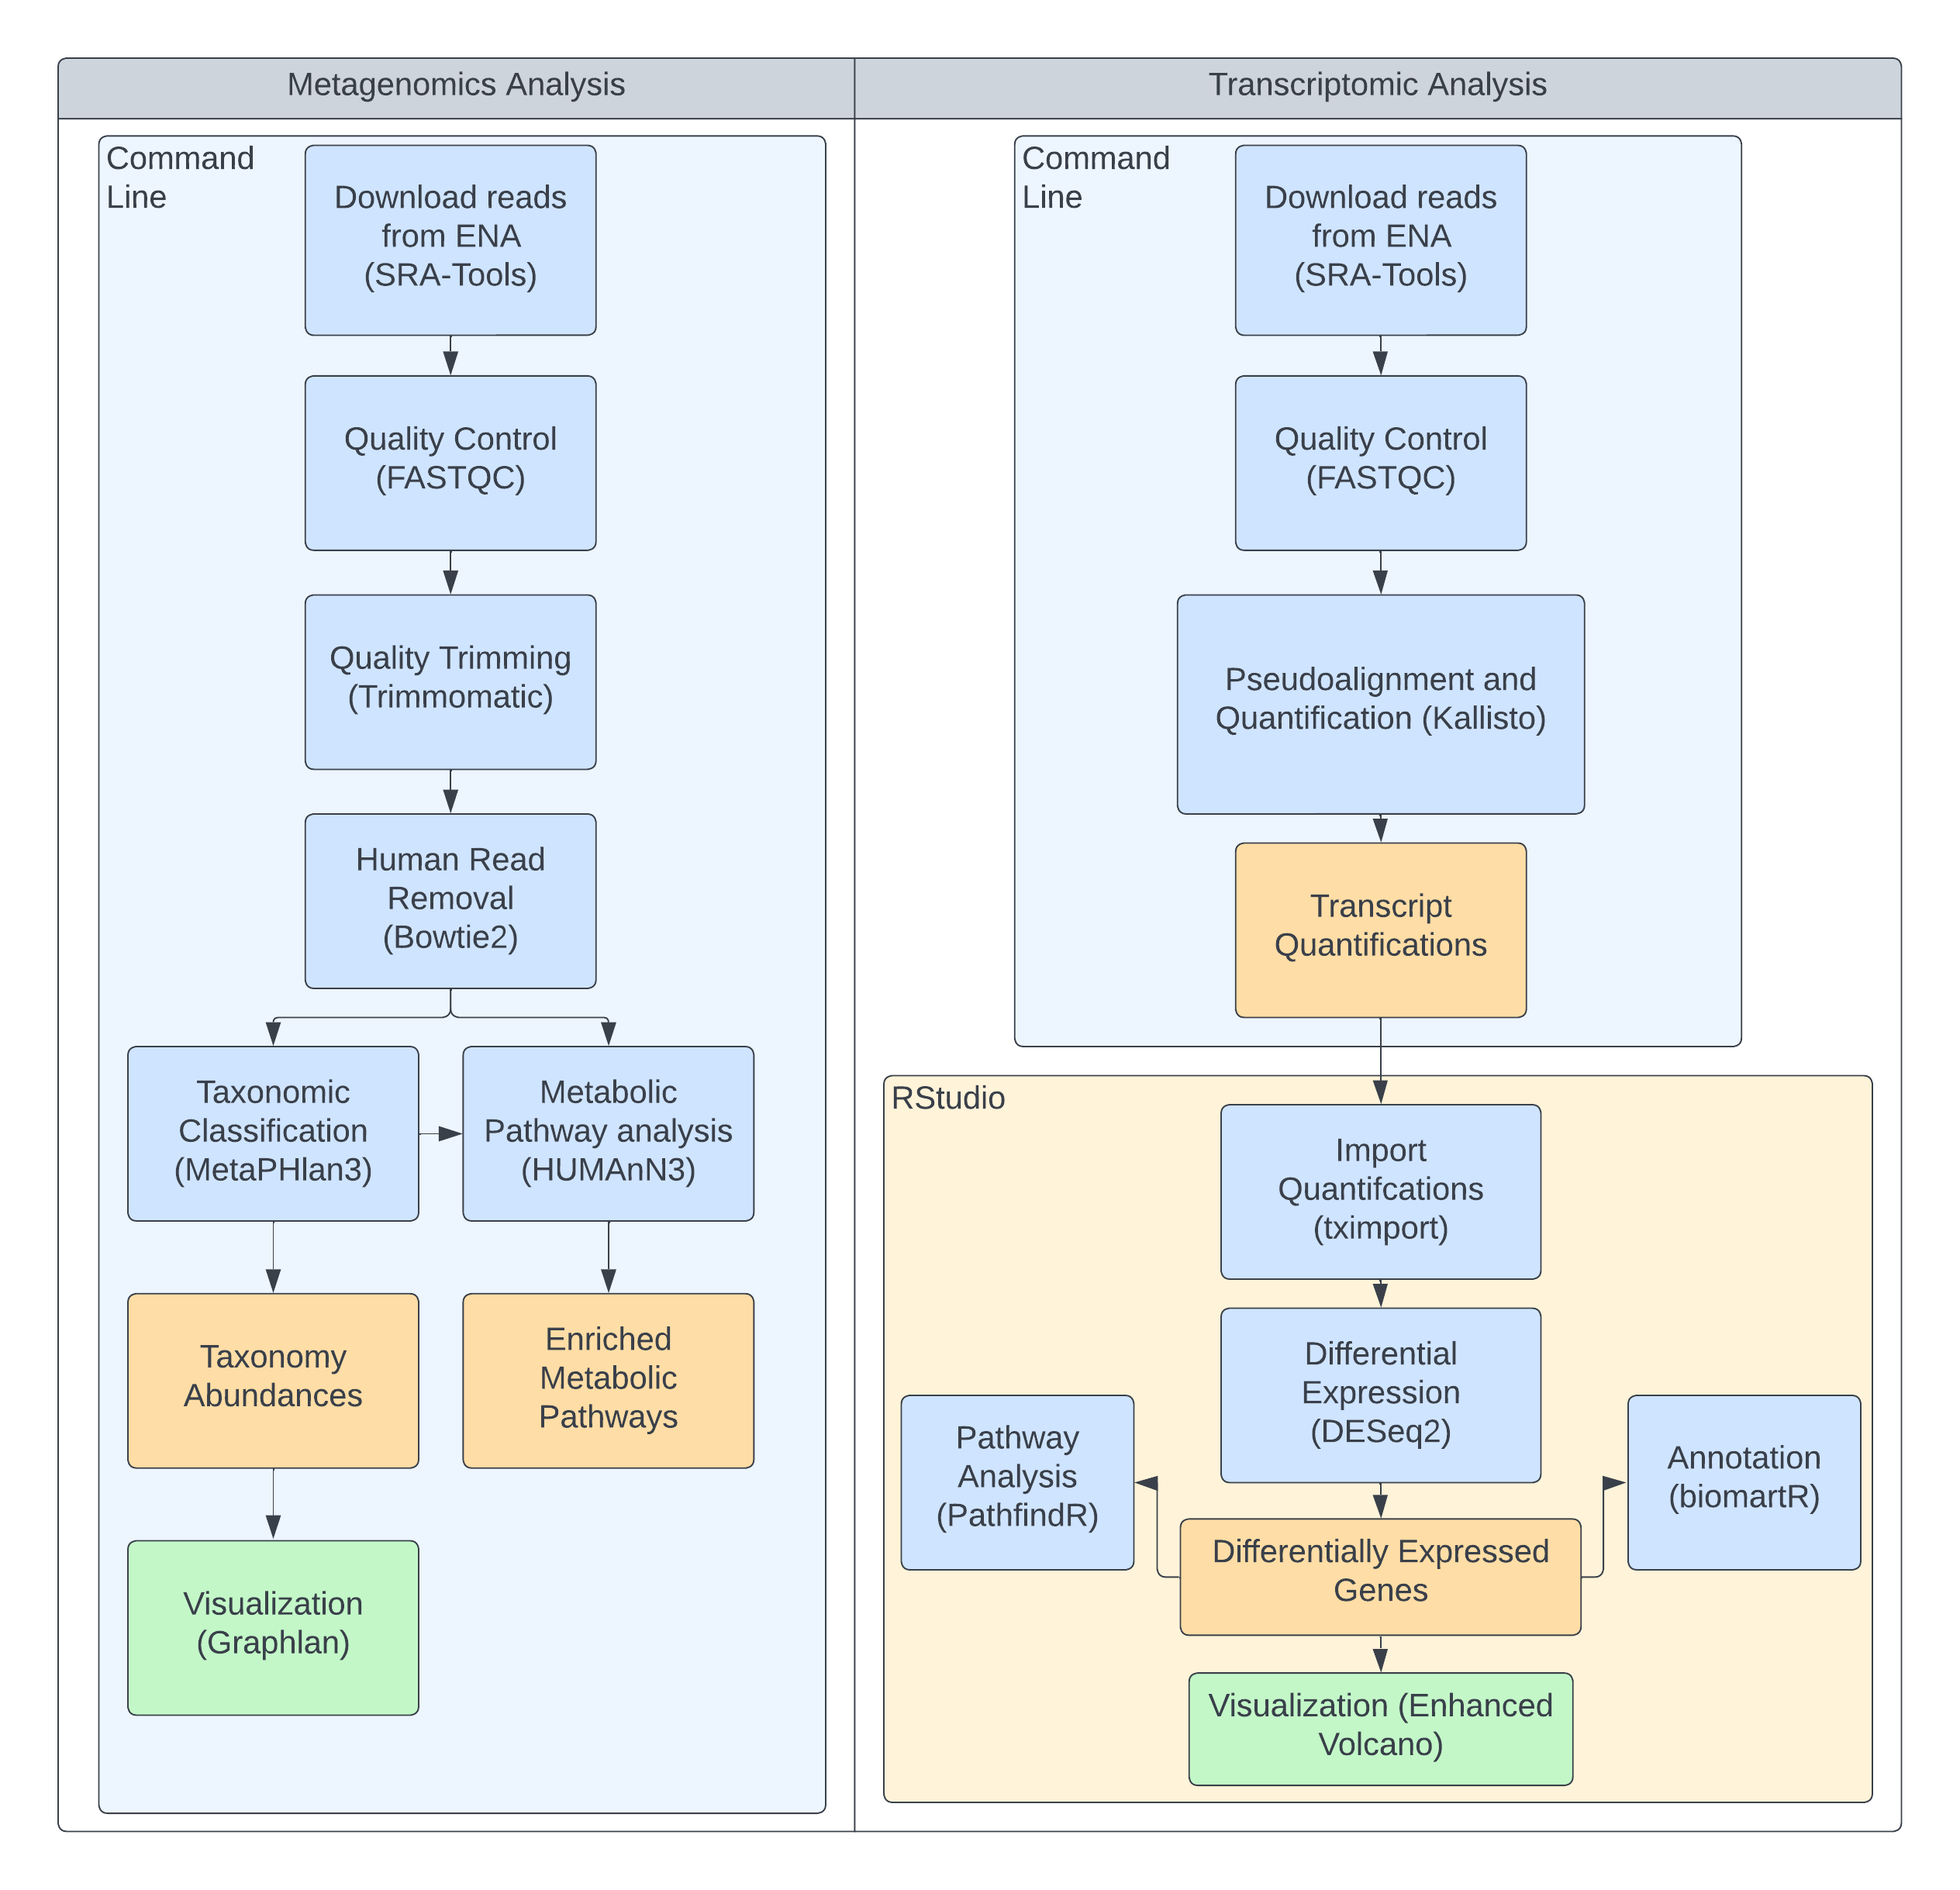 Metagenomics Analysis
Command
Line
Download reads
from ENA
(SRA-Tools)
Quality Control
(FASTQC)
Quality Trimming
(Trimmomatic)
Human Read
Removal
(Bowtie2)
Taxonomic
Classification
(MetaPHlan3)
Metabolic
Pathway analysis
(HUMAnN3)
Taxonomy
Abundances
Enriched
Metabolic
Pathways
Visualization
(Graphlan)
Transcriptomic Analysis
Command
Line
Download reads
from ENA
(SRA-Tools)
Quality Control
(FASTQC)
Pseudoalignment and
Quantification (Kallisto)
Transcript
Quantifications
RStudio
Import
Quantifcations
(tximport)
Differential
Expression
(DESeq2)
Pathway
Analysis
(PathfindR)
Annotation
(biomartR)
Differentially Expressed
Genes
Visualization (Enhanced
Volcano)